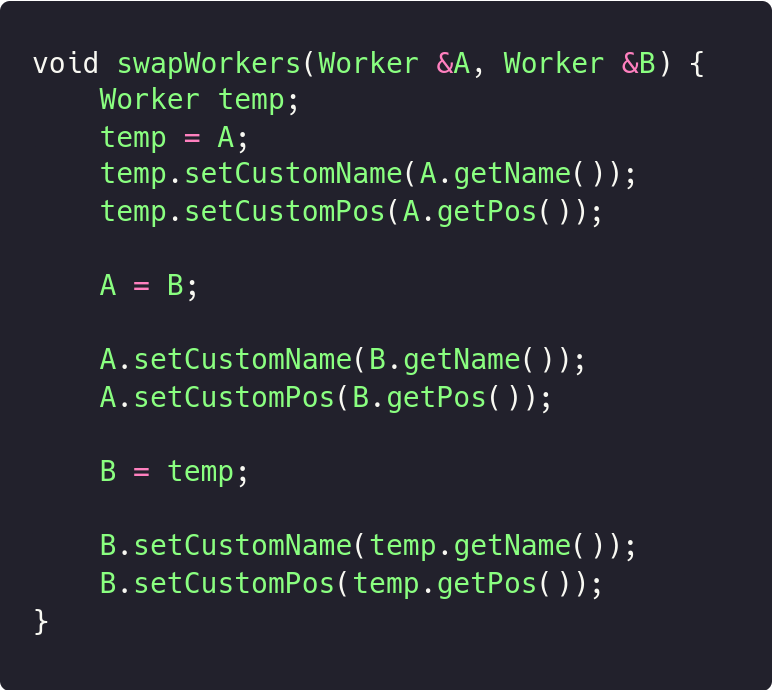 void swapWorkers(Worker &A, Worker &B) {
    Worker temp;
    temp = A;
    temp.setCustomName(A.getName());
    temp.setCustomPos(A.getPos());

    A = B;

    A.setCustomName(B.getName());
    A.setCustomPos(B.getPos());

    B = temp;

    B.setCustomName(temp.getName());
    B.setCustomPos(temp.getPos());
}